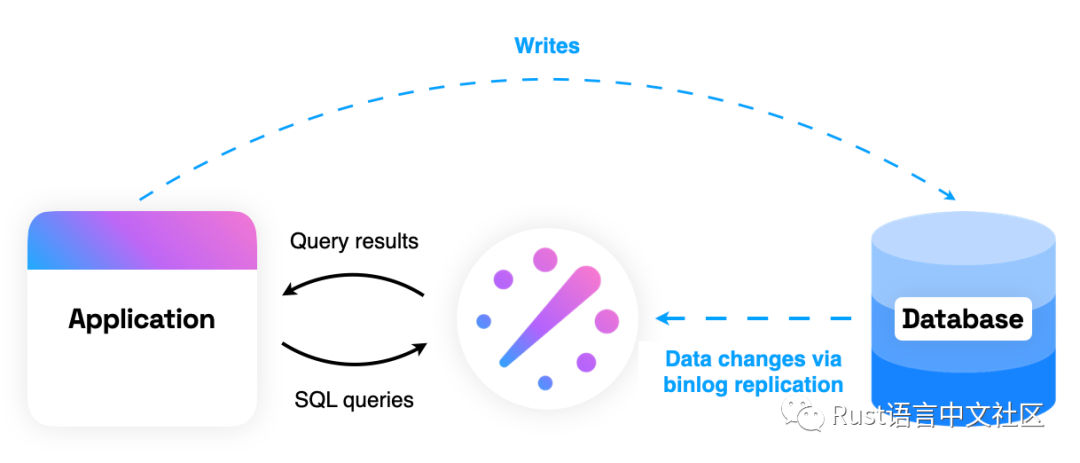 Writes
Query results
Application
SQL queries
Database
Data changes via
binlog replication
Rust语言中文社区